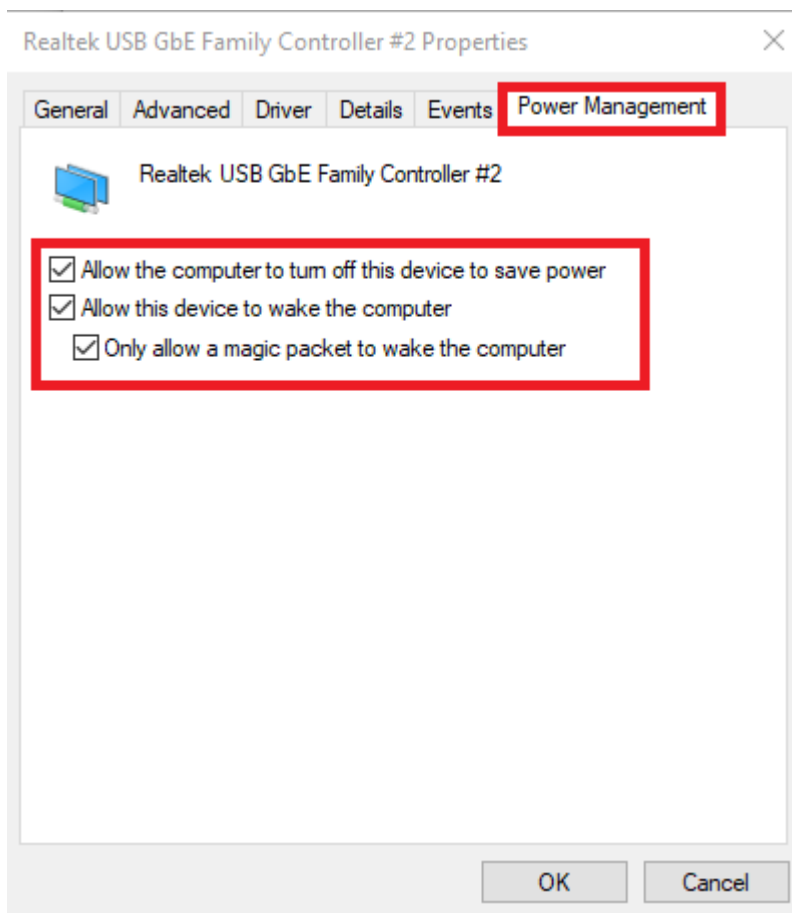 Realtek USB GbE Family Controller #2 Properties
General Advanced Driver Details Events Power Management
Realtek USB GbE Family Controller #2
Allow the computer to turn off this device to save power
Allow this device to wake the computer
Only allow a magic packet to wake the computer
OK Cancel